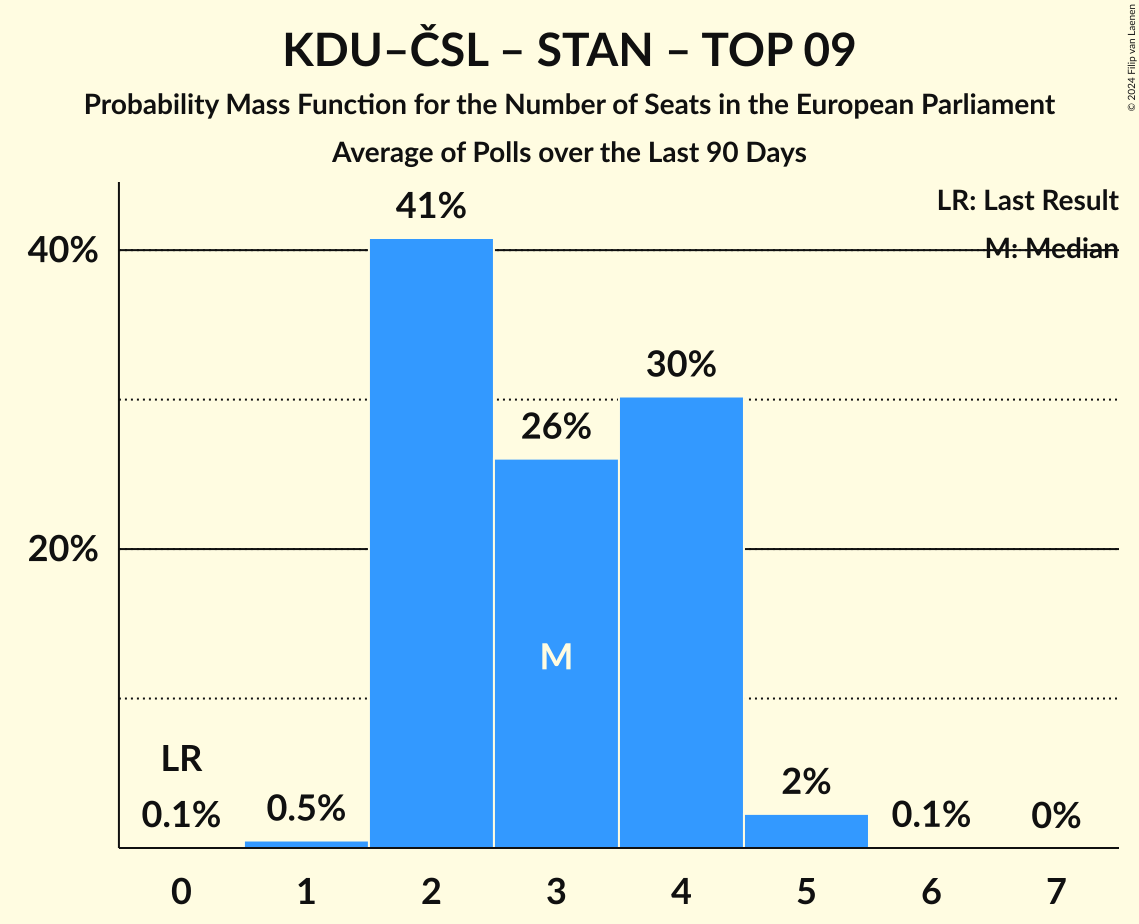 KDU–ČSL – STAN – TOP 09
Probability Mass Function for the Number of Seats in the European Parliament
Average of Polls over the Last 90 Days
© 2024 Filip van Laenen
LR: Last Result
M: Median
40%
20%
41%
30%
26%
M
LR
0.1%
0.5%
2%
0.1%
0%
0 1 2 3 4 5 6 7